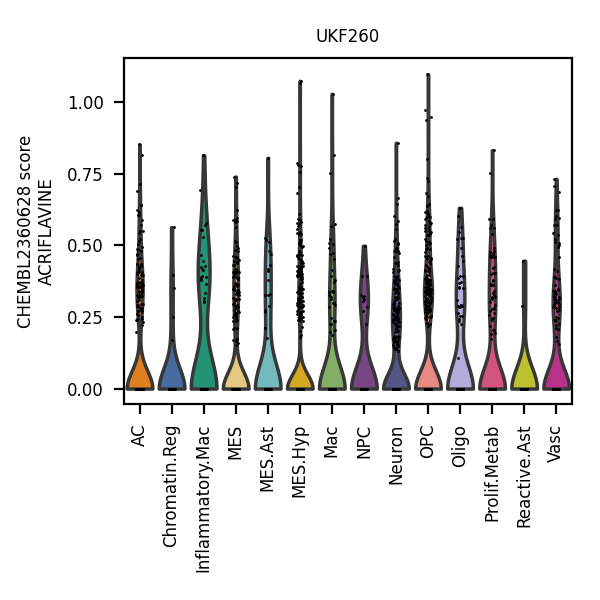 UKF260
CHEMBL2360628 score
ACRIFLAVINE
1.00
0.75
0.50
0.25
0.00
AC
Chromatin.Reg
Inflammatory.Mac
MES
MES.Ast
MES.Hyp
Mac
NPC
Neuron
OPC
Oligo
Prolif.Metab
Reactive.Ast
Vasc